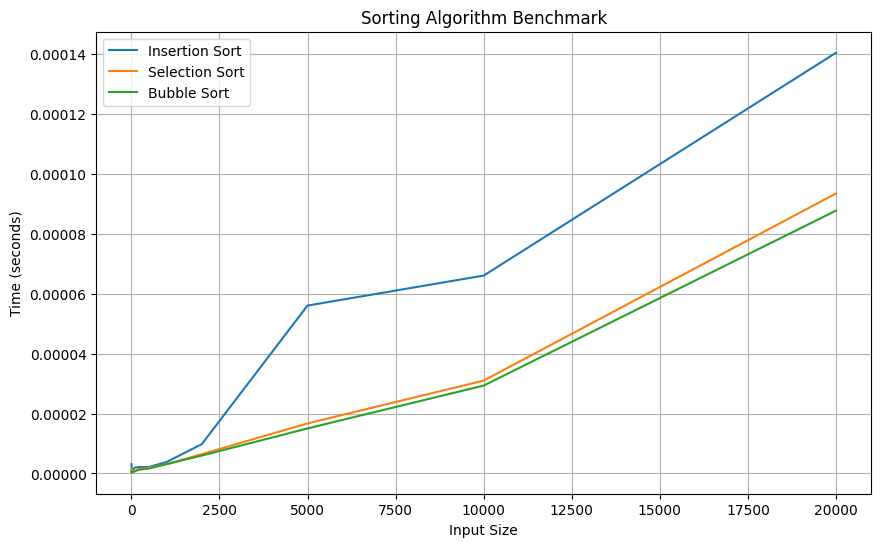 Sorting Algorithm Benchmark
Insertion Sort
Selection Sort
Bubble Sort
0.00014
0.00012
0.00010
0.00008
0.00006
0.00004
0.00002
0.00000
Time (seconds)
0 2500 5000 7500 10000 12500 15000 17500 20000
Input Size